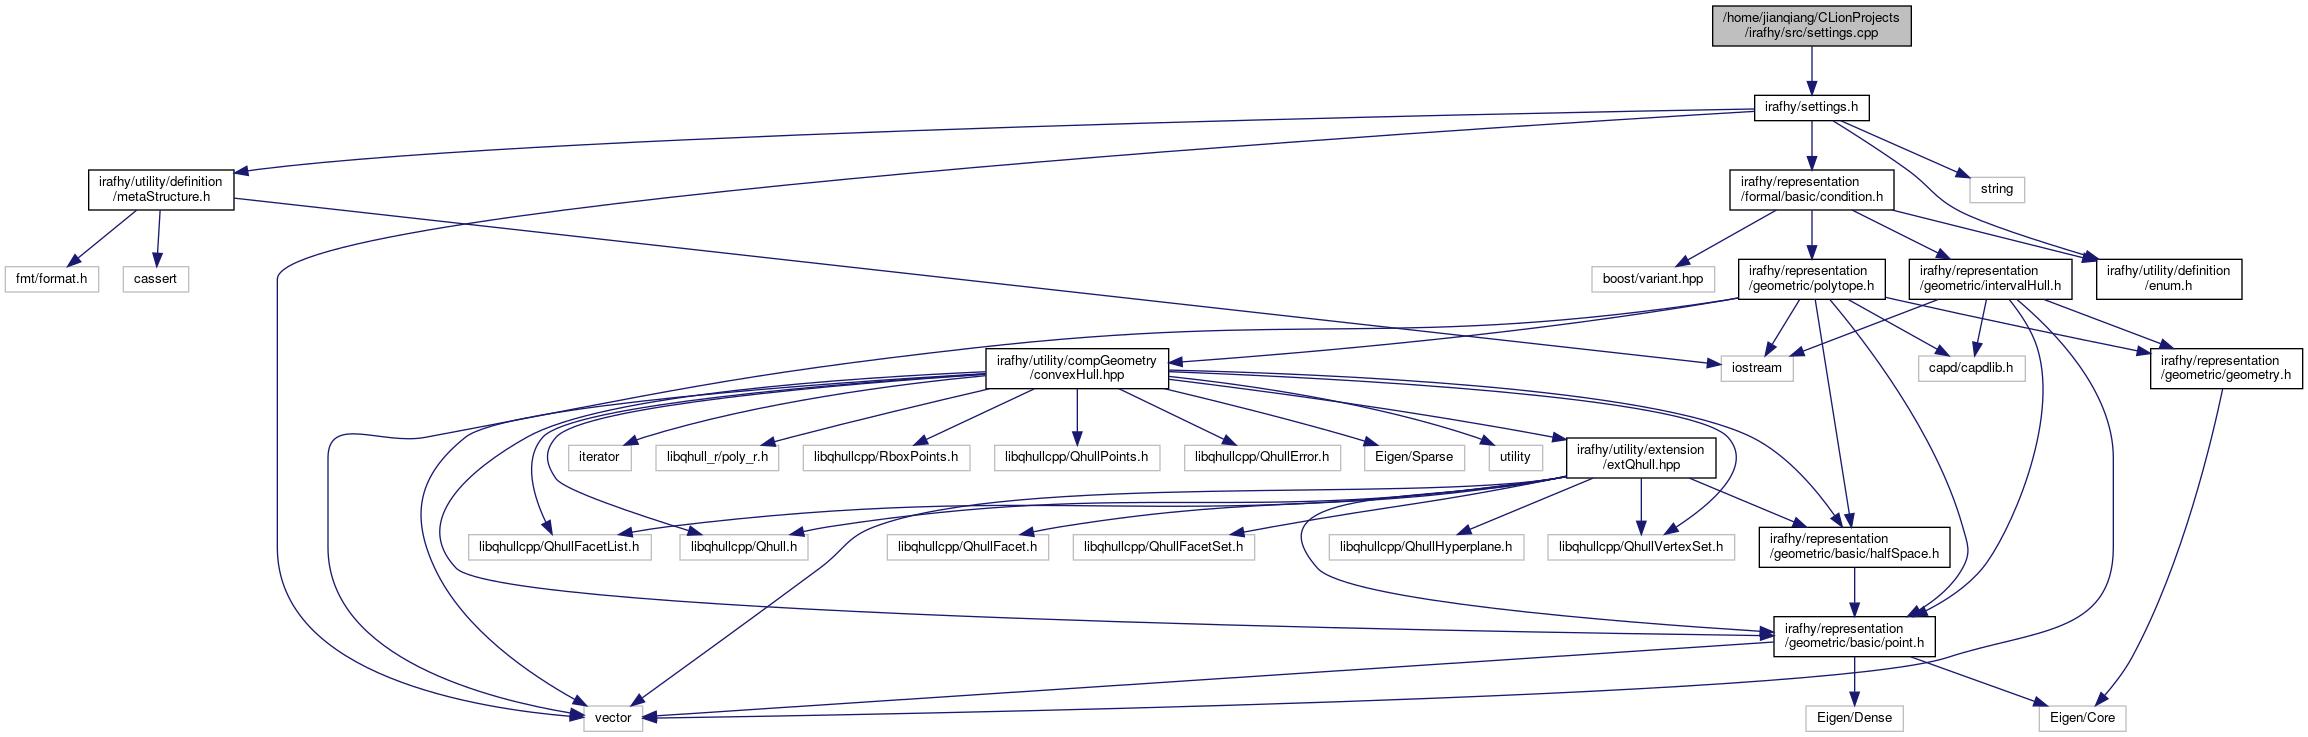 /home/jianqiang/CLionProjects
/irafhy/src/settings.cpp
irafhy/settings.h
irafhy/utility/definition
/metaStructure.h
irafhy/representation
/formal/basic/condition.h
string
fmt/format.h
cassert
boost/variant.hpp
irafhy/representation
/geometric/polytope.h
irafhy/representation
/geometric/intervalHull.h
irafhy/utility/definition
/enum.h
irafhy/utility/compGeometry
/convexHull.hpp
iostream
capd/capdlib.h
irafhy/representation
/geometric/geometry.h
iterator
libqhull_r/poly_r.h
libqhullcpp/RboxPoints.h
libqhullcpp/QhullPoints.h
libqhullcpp/QhullError.h
Eigen/Sparse
utility
irafhy/utility/extension
/extQhull.hpp
libqhullcpp/QhullFacetList.h
libqhullcpp/Qhull.h
libqhullcpp/QhullFacet.h
libqhullcpp/QhullFacetSet.h
libqhullcpp/QhullHyperplane.h
libqhullcpp/QhullVertexSet.h
irafhy/representation
/geometric/basic/halfSpace.h
irafhy/representation
/geometric/basic/point.h
vector
Eigen/Dense
Eigen/Core